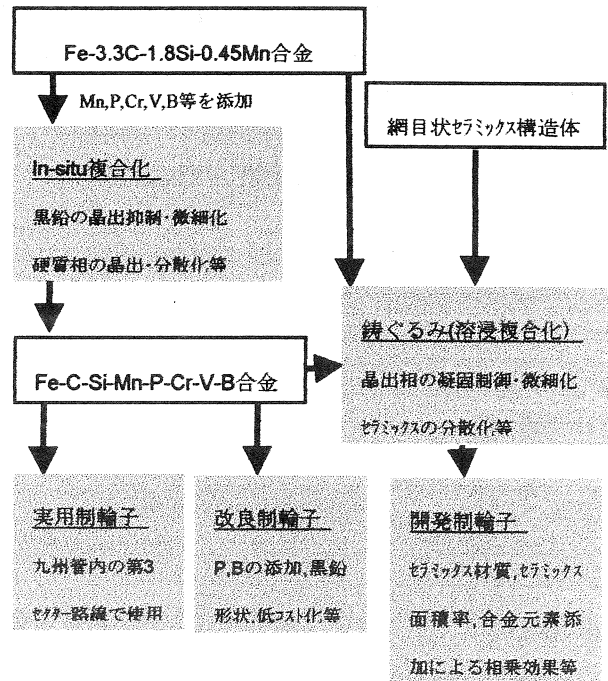 Fe-3.3C-1.8Si-0.45Mn合金
Mn,P,Cr,V,B等を添加
網目状セラミックス構造体
In-situ複合化
黒鉛の晶出抑制・微細化
硬質相の晶出・分散化等
鋳ぐるみ(溶浸複合化)
晶出相の凝固制御・微細化
セラミックスの分散化等
Fe-C-Si-Mn-P-Cr-V-B合金
実用制輪子
九州管内の第3
セクター路線で使用
改良制輪子
P,Bの添加,黒鉛
形状,低コスト化等
開発制輪子
セラミックス材質,セラミックス
面積率,合金元素添
加による相乗効果等